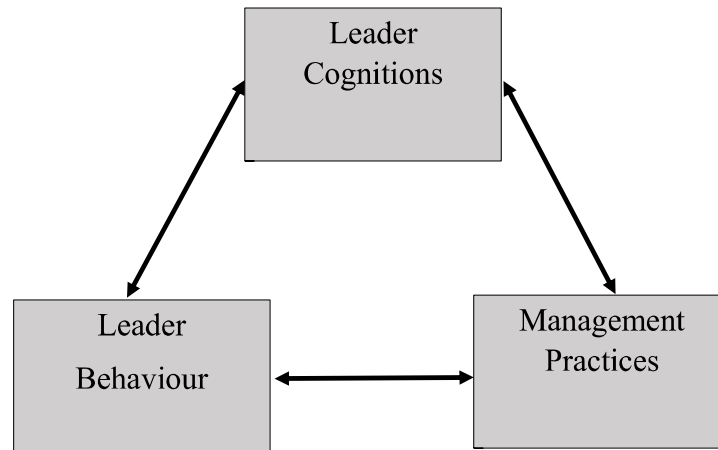 Leader
Cognitions
Leader
Behaviour
Management
Practices